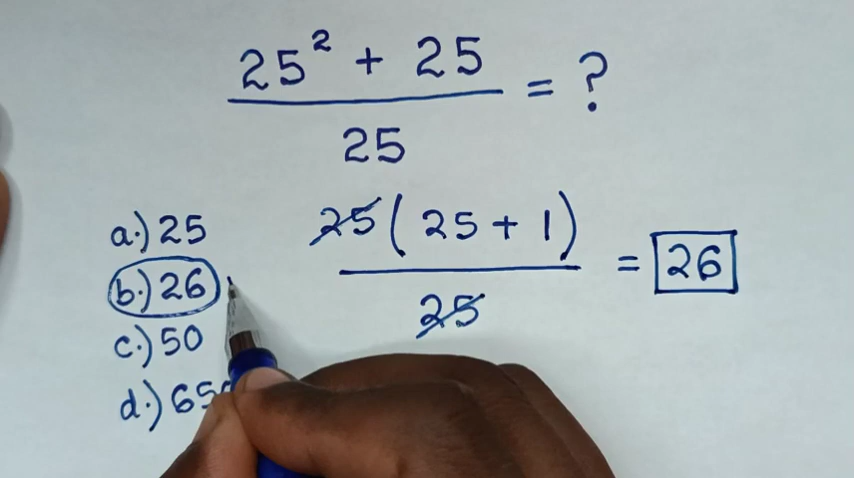 25² + 25
= ?
25
25(25 + 1)
= 26
25
a.) 25
b.) 26
c.) 50
d.)